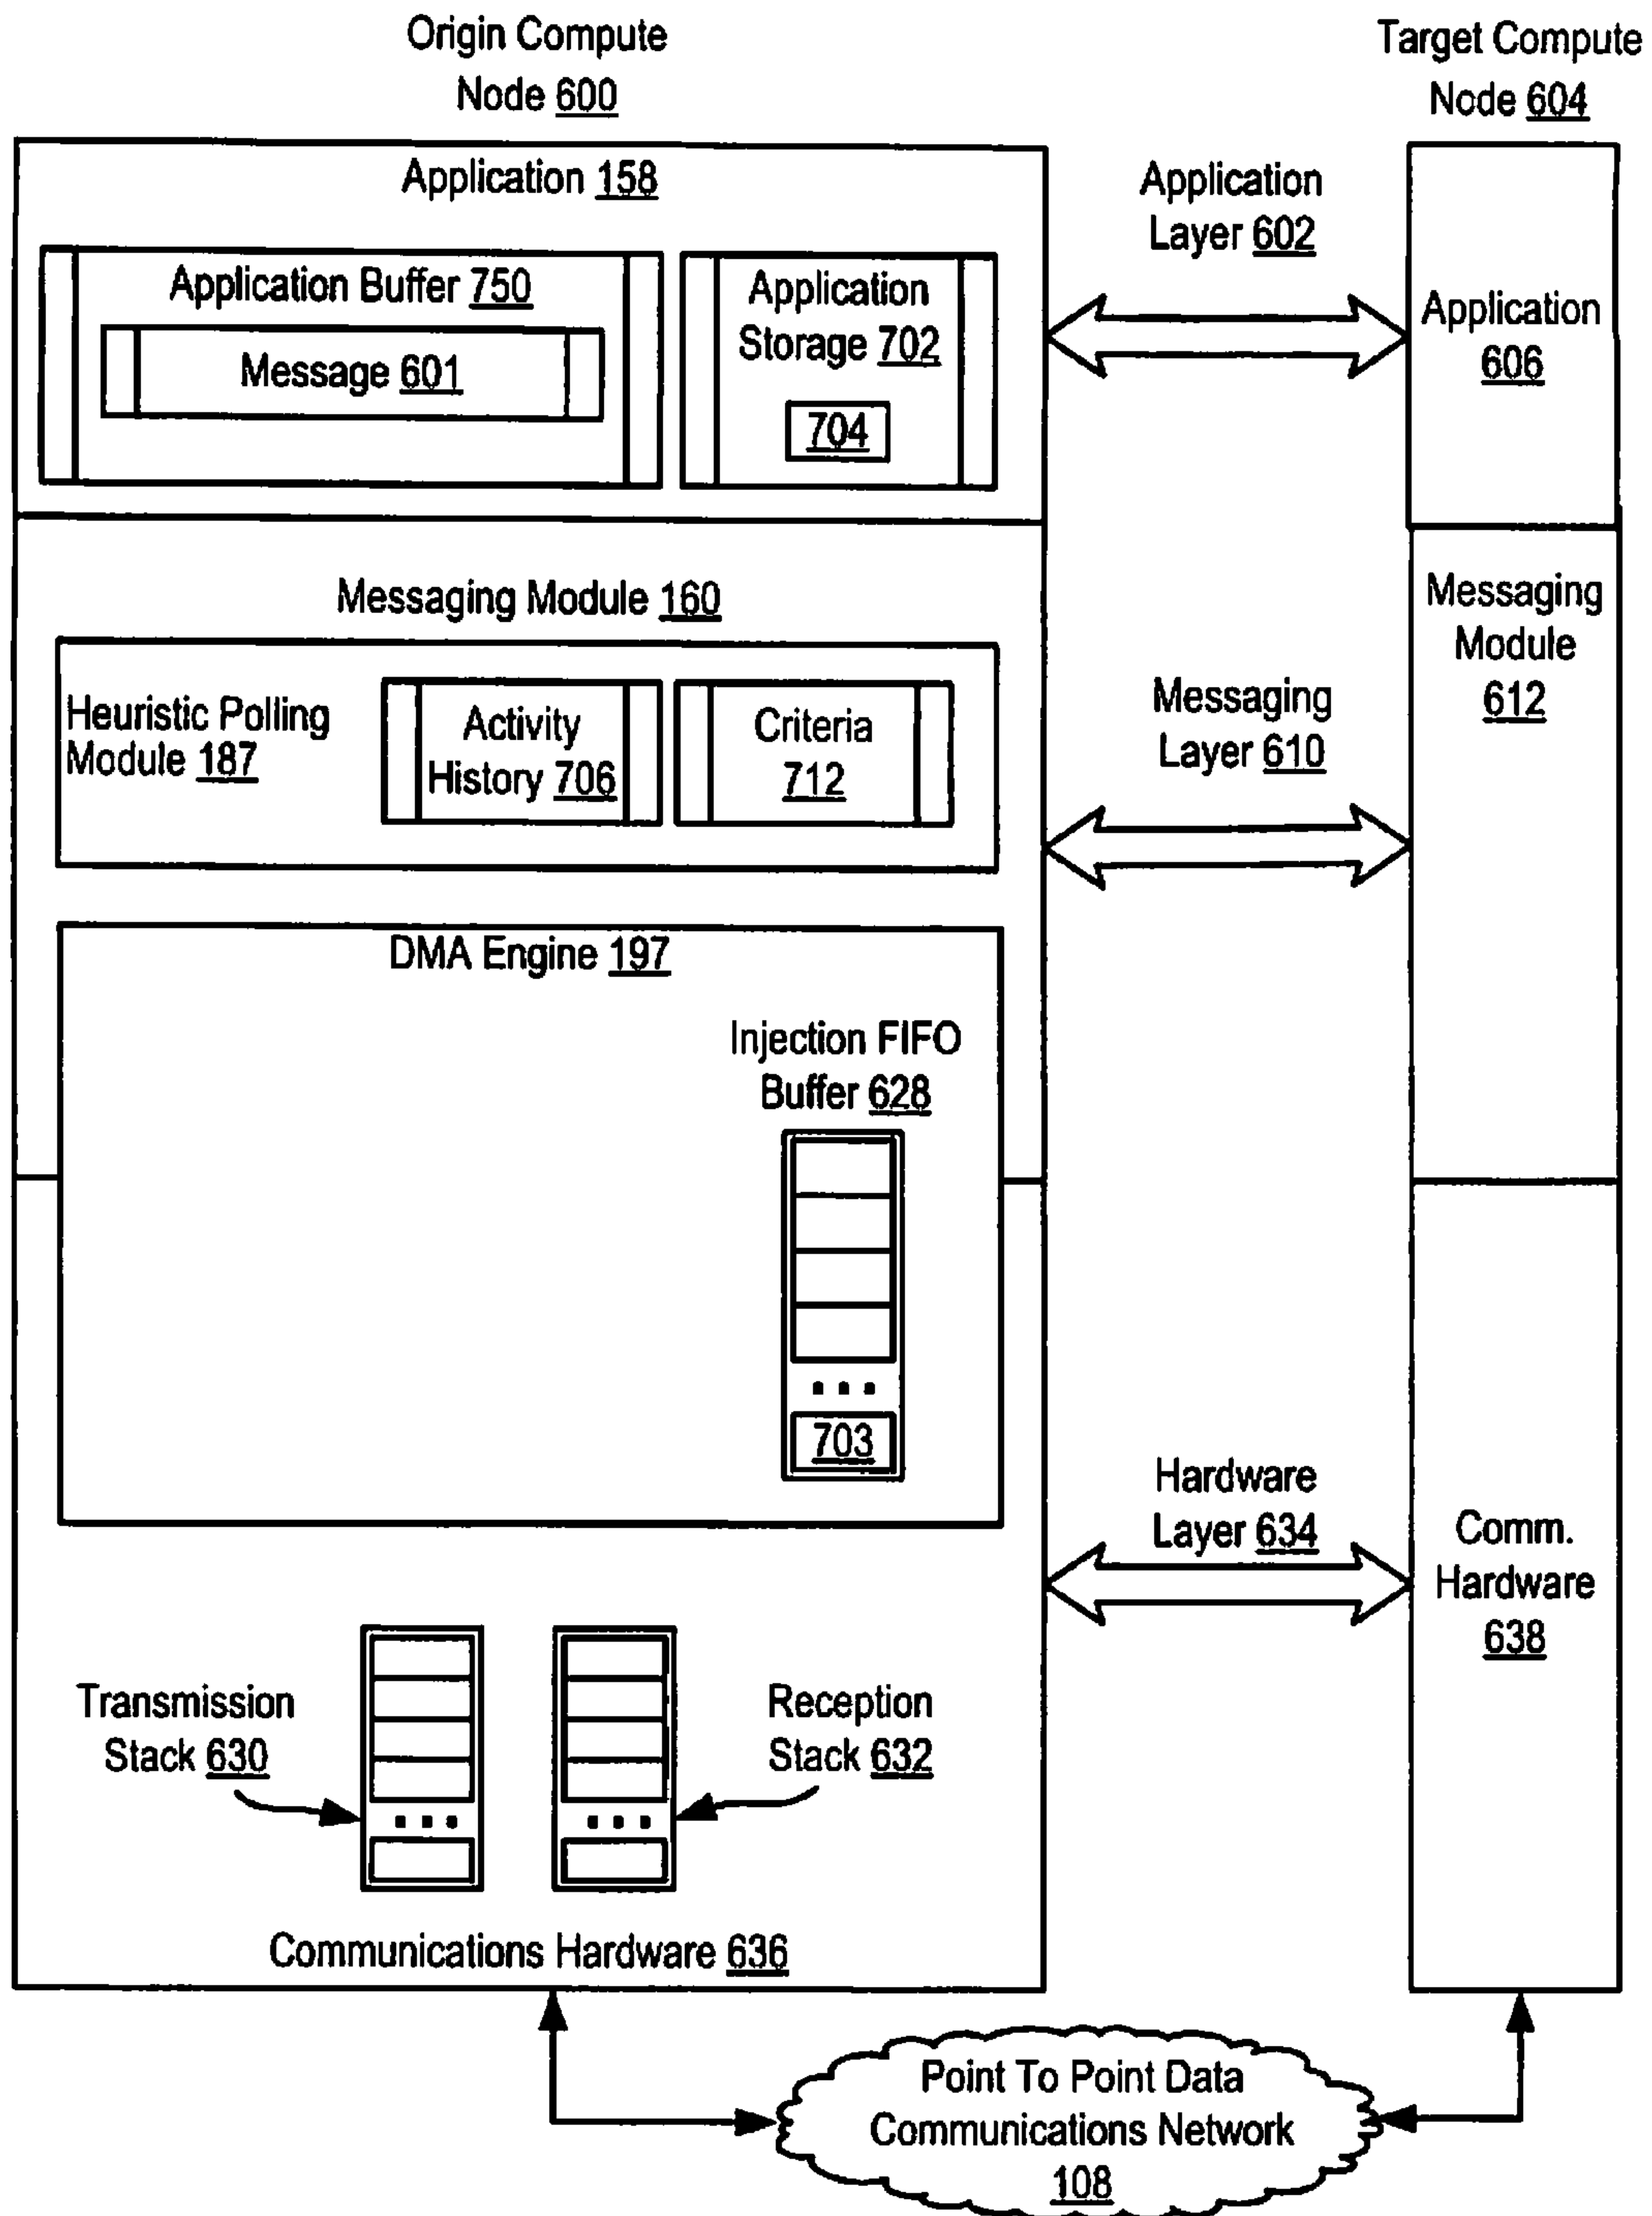 Origin Compute
Node 600
Target Compute
Node 604
Application 158
Application Buffer 750
Message 601
Application
Storage 702
704
Application
Layer 602
Application
606
Messaging Module 160
Heuristic Polling
Module 187
Activity
History 706
Criteria
712
Messaging
Layer 610
Messaging
Module
612
DMA Engine 197
Injection FIFO
Buffer 628
703
Hardware
Layer 634
Comm.
Hardware
638
Transmission
Stack 630
Reception
Stack 632
Communications Hardware 636
Point To Point Data
Communications Network
108